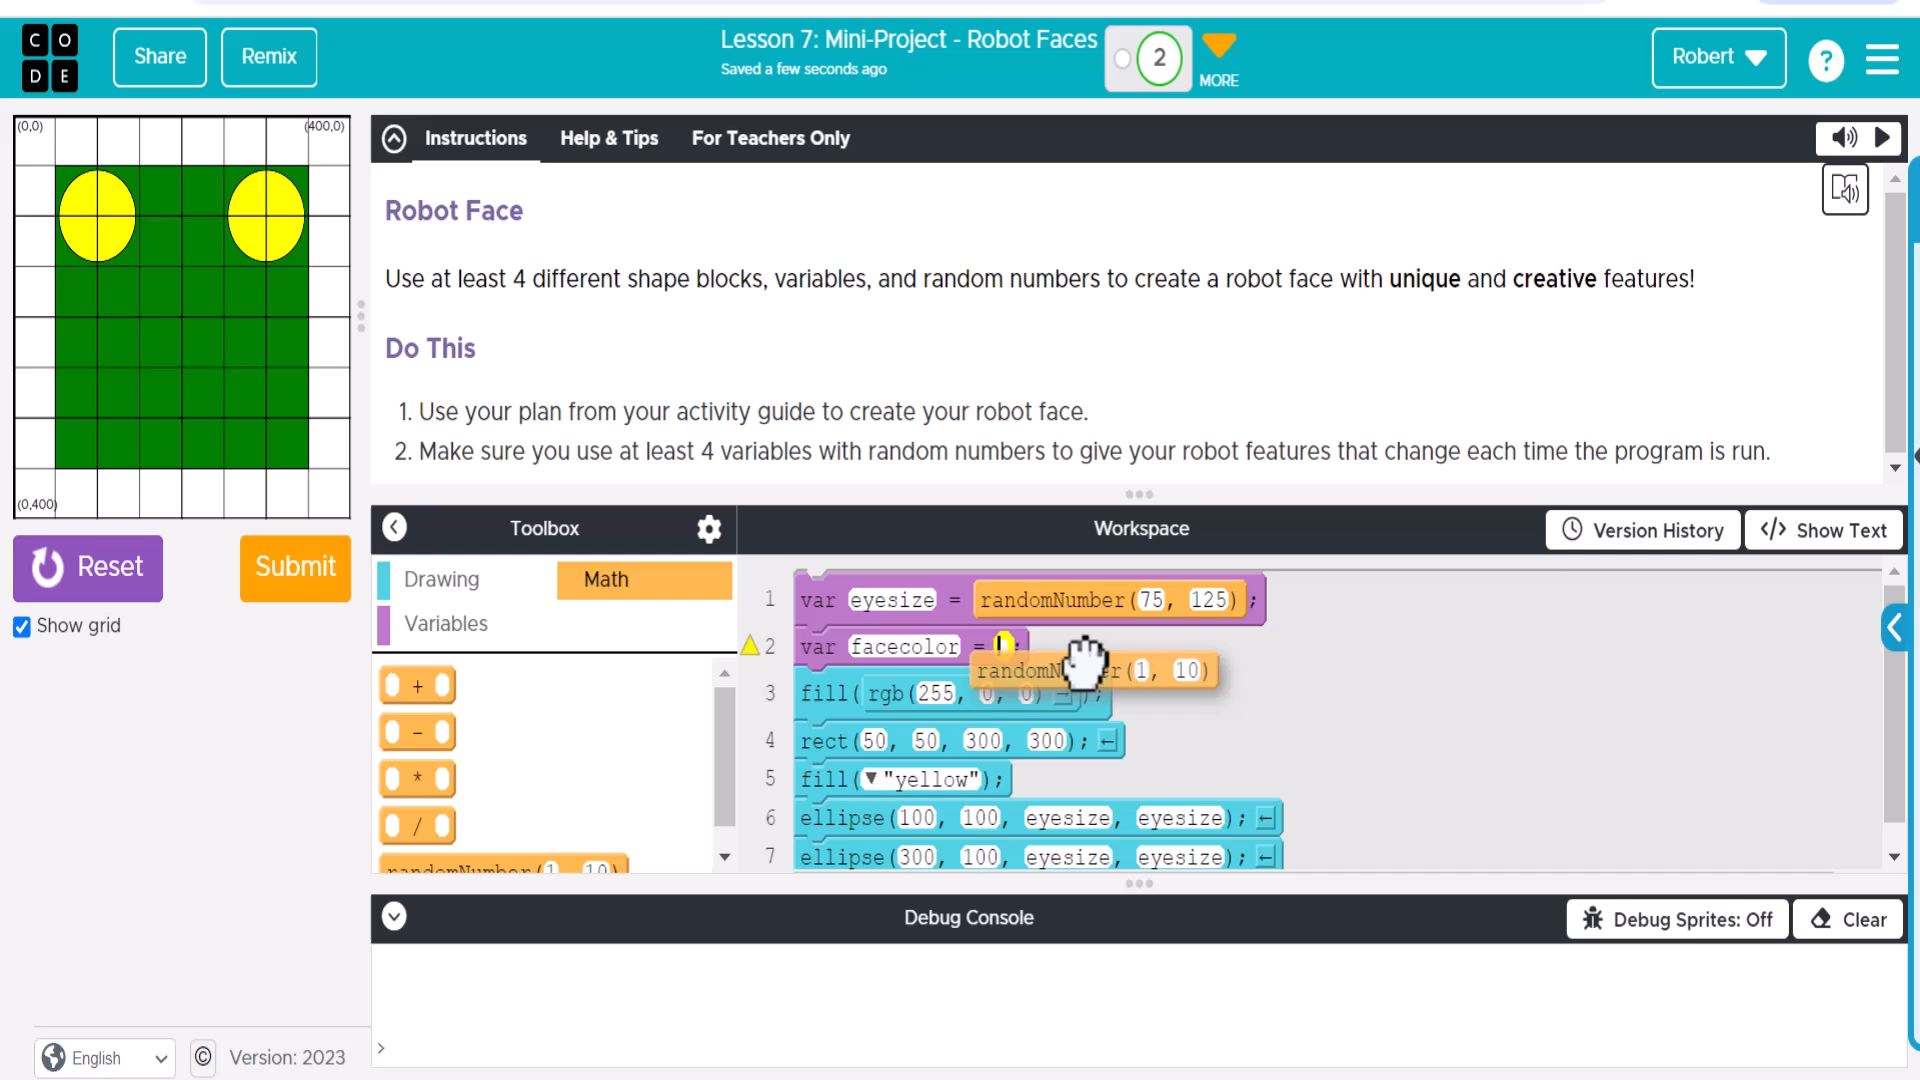 C O
D E
Share
Remix
Lesson 7: Mini-Project - Robot Faces
Saved a few seconds ago
2
MORE
Robert
?
(0,0)
(400,0)
(0,400)
Instructions
Help & Tips
For Teachers Only
Robot Face
Use at least 4 different shape blocks, variables, and random numbers to create a robot face with unique and creative features!
Do This
1. Use your plan from your activity guide to create your robot face.
2. Make sure you use at least 4 variables with random numbers to give your robot features that change each time the program is run.
Reset
Submit
Show grid
Toolbox
Workspace
Version History
</> Show Text
Drawing
Math
Variables
+
-
*
/
randomNumber(1, 10)
1 var eyesize = randomNumber(75, 125);
2 var facecolor = ;
randomN er(1, 10)
3 fill(rgb(255, 0, 0) );
4 rect(50, 50, 300, 300); ←
5 fill(▼"yellow");
6 ellipse(100, 100, eyesize, eyesize); ←
7 ellipse(300, 100, eyesize, eyesize); ←
Debug Console
Debug Sprites: Off
Clear
>
English
©
Version: 2023